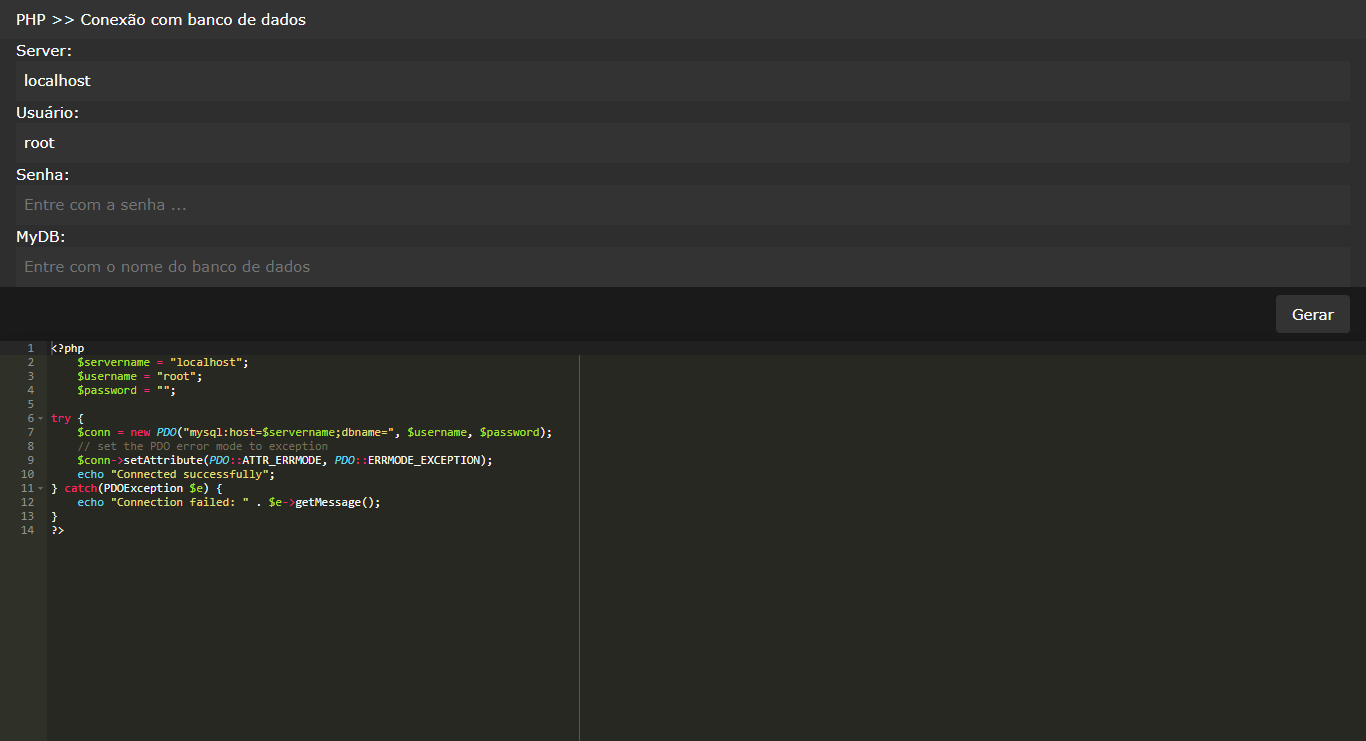 PHP >> Conexão com banco de dados
Server:
localhost
Usuário:
root
Senha:
Entre com a senha ...
MyDB:
Entre com o nome do banco de dados
Gerar
1 <?php
2     $servername = "localhost";
3     $username = "root";
4     $password = "";
5
6 try {
7     $conn = new PDO("mysql:host=$servername;dbname=", $username, $password);
8     // set the PDO error mode to exception
9     $conn->setAttribute(PDO::ATTR_ERRMODE, PDO::ERRMODE_EXCEPTION);
10     echo "Connected successfully";
11 } catch(PDOException $e) {
12     echo "Connection failed: " . $e->getMessage();
13 }
14 ?>